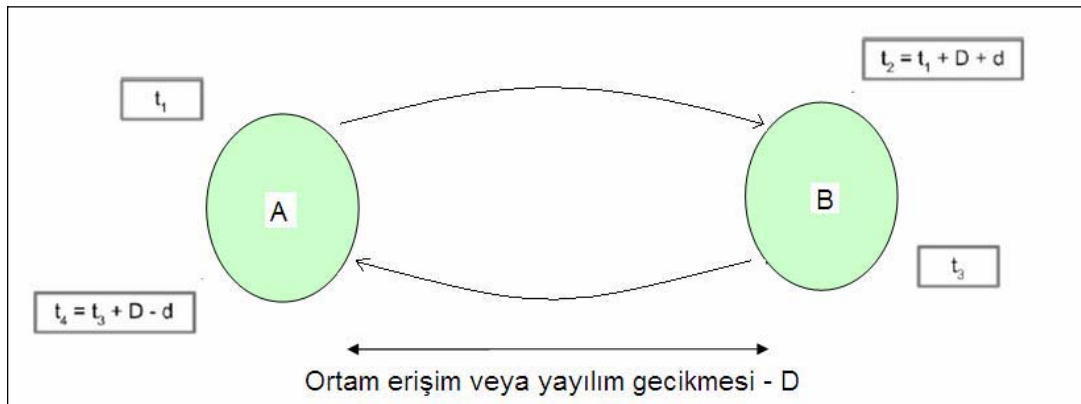 t₂ = t₁ + D + d
t₁
A
B
t₃
t₄ = t₃ + D - d
Ortam erişim veya yayılım gecikmesi - D